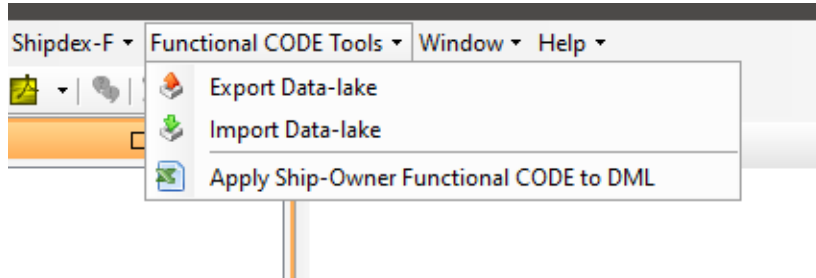 Shipdex-F Functional CODE Tools Window Help
Export Data-lake
Import Data-lake
Apply Ship-Owner Functional CODE to DML